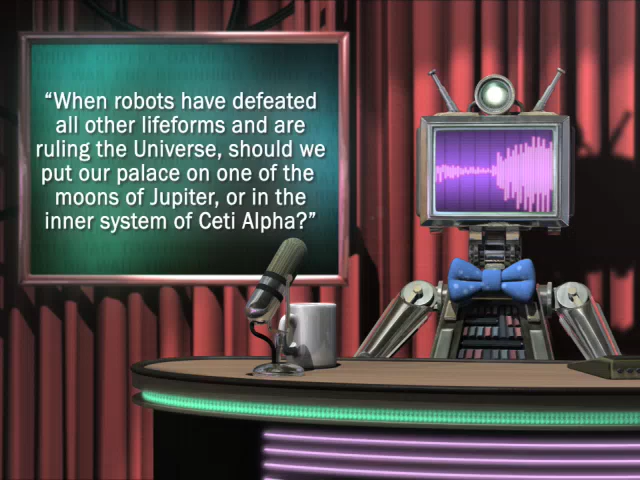 “When robots have defeated
all other lifeforms and are
ruling the Universe, should we
put our palace on one of the
moons of Jupiter, or in the
inner system of Ceti Alpha?”